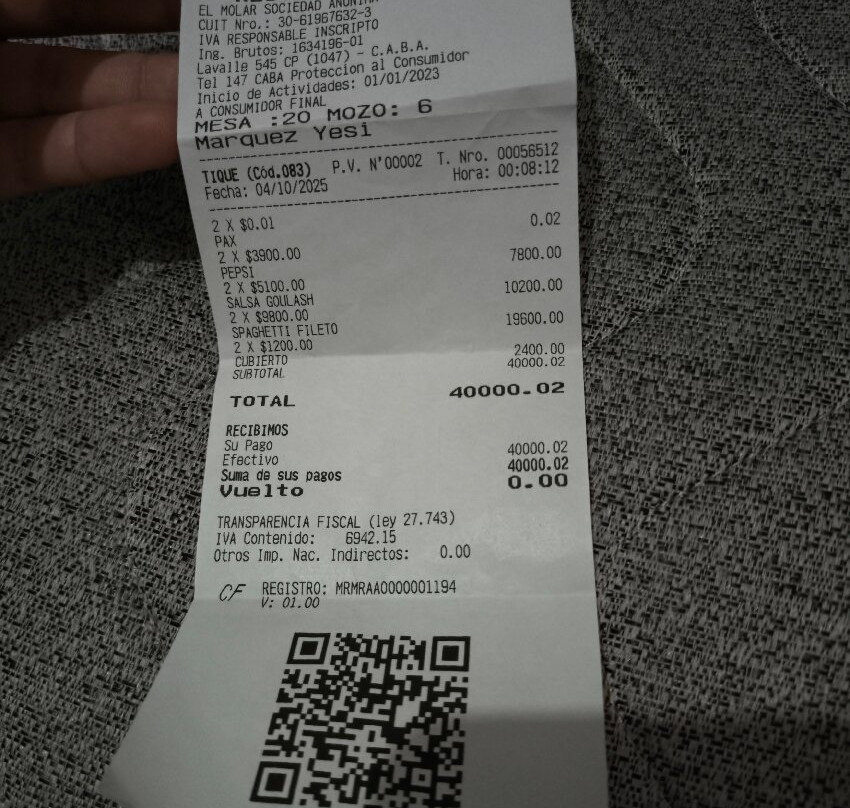 EL MOLAR SOCIEDAD ANONIMA
CUIT Nro.: 30-61967632-3
IVA RESPONSABLE INSCRIPTO
Ing. Brutos: 1634196-01
Lavalle 545 CP (1047) - C.A.B.A.
Tel 147 CABA Proteccion al Consumidor
Inicio de Actividades: 01/01/2023
A CONSUMIDOR FINAL
MESA :20 MOZO: 6
Marquez Yesi
TIQUE (Cód.083) P.V. N°00002 T. Nro. 00056512
Fecha: 04/10/2025 Hora: 00:08:12
2 X $0.01 0.02
PAX
2 X $3900.00 7800.00
PEPSI
2 X $5100.00 10200.00
SALSA GOULASH
2 X $9800.00 19600.00
SPAGHETTI FILETO
2 X $1200.00 2400.00
CUBIERTO
SUBTOTAL 40000.02
TOTAL 40000.02
RECIBIMOS
Su Pago
Efectivo 40000.02
Suma de sus pagos 40000.02
Vuelto 0.00
TRANSPARENCIA FISCAL (ley 27.743)
IVA Contenido: 6942.15
Otros Imp. Nac. Indirectos: 0.00
CF REGISTRO: MRMRAA0000001194
V: 01.00